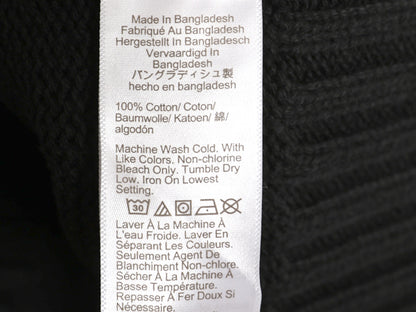 Made In Bangladesh
Fabriqué Au Bangladesh
Hergestellt In Bangladesh
Vervaardigd In
Bangladesh
バングラディシュ製
hecho en bangladesh
100% Cotton/ Coton/
Baumwolle/ Katoen/ 綿/
algodón
Machine Wash Cold. With
Like Colors. Non-chlorine
Bleach Only. Tumble Dry
Low. Iron On Lowest
Setting.
30
Laver À La Machine À
L'eau Froide. Laver En
Séparant Les Couleurs.
Seulement Agent De
Blanchiment Non-chlore.
Sécher À La Machine À
Basse Température.
Repasser À Fer Doux Si
Nécessaire.